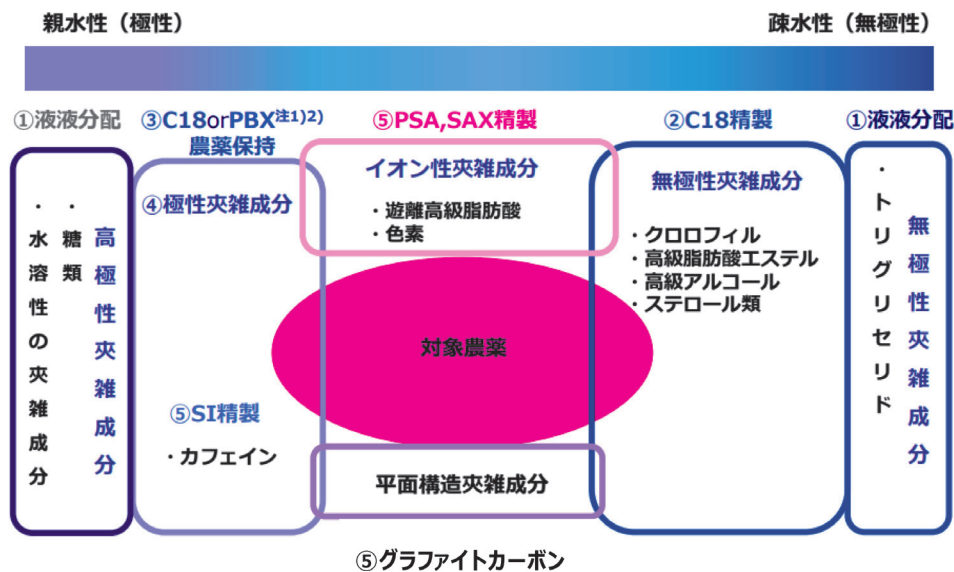 親水性（極性）
疎水性（無極性）
①液液分配
③C18orPBX注1)2)
農薬保持
⑤PSA,SAX精製
②C18精製
①液液分配
高極性夾雑成分
・糖類
・水溶性の夾雑成分
④極性夾雑成分
⑤SI精製
・カフェイン
イオン性夾雑成分
・遊離高級脂肪酸
・色素
対象農薬
平面構造夾雑成分
無極性夾雑成分
・クロロフィル
・高級脂肪酸エステル
・高級アルコール
・ステロール類
無極性夾雑成分
・トリグリセリド
⑤グラファイトカーボン